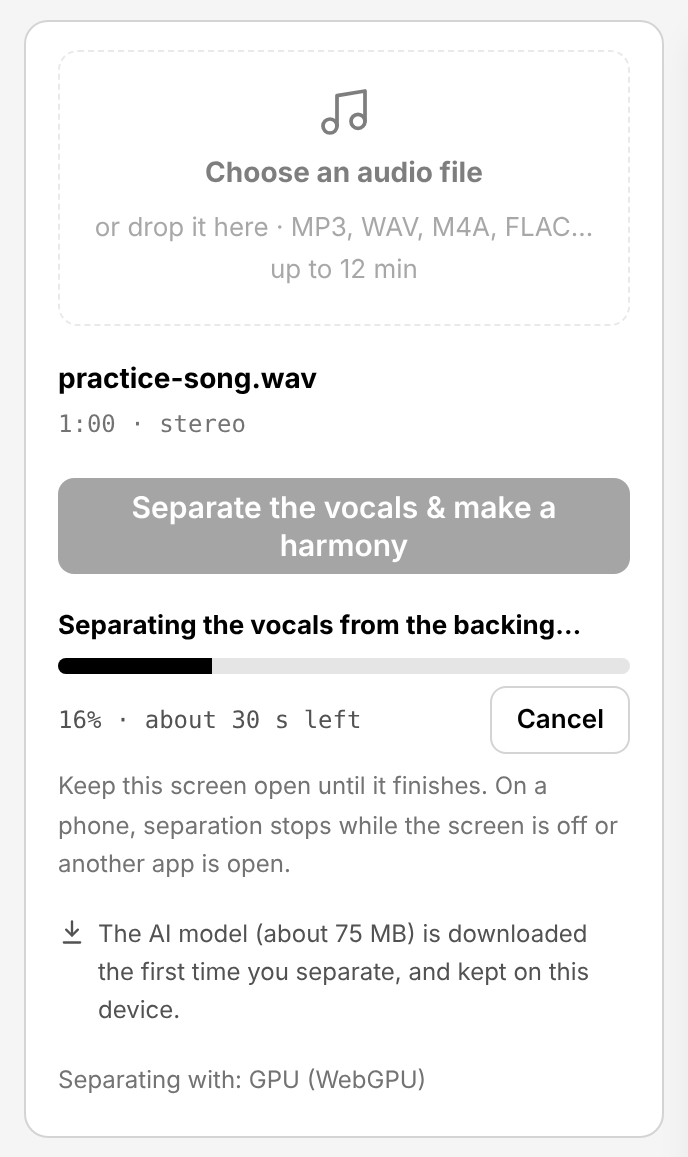 Choose an audio file
or drop it here · MP3, WAV, M4A, FLAC…
up to 12 min
practice-song.wav
1:00 · stereo
Separate the vocals & make a
harmony
Separating the vocals from the backing…
16% · about 30 s left
Cancel
Keep this screen open until it finishes. On a
phone, separation stops while the screen is off or
another app is open.
The AI model (about 75 MB) is downloaded
the first time you separate, and kept on this
device.
Separating with: GPU (WebGPU)